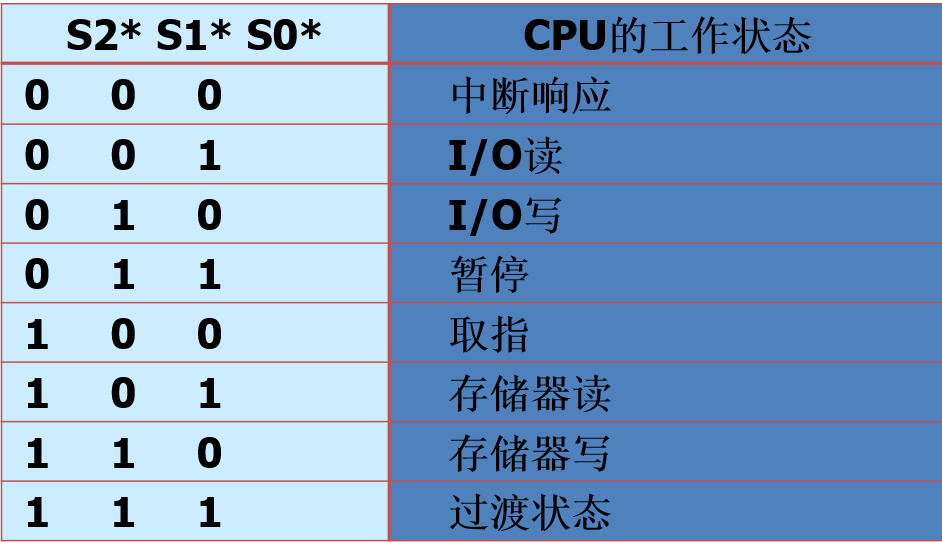 S2* S1* S0* CPU的工作状态
0 0 0 中断响应
0 0 1 I/O读
0 1 0 I/O写
0 1 1 暂停
1 0 0 取指
1 0 1 存储器读
1 1 0 存储器写
1 1 1 过渡状态